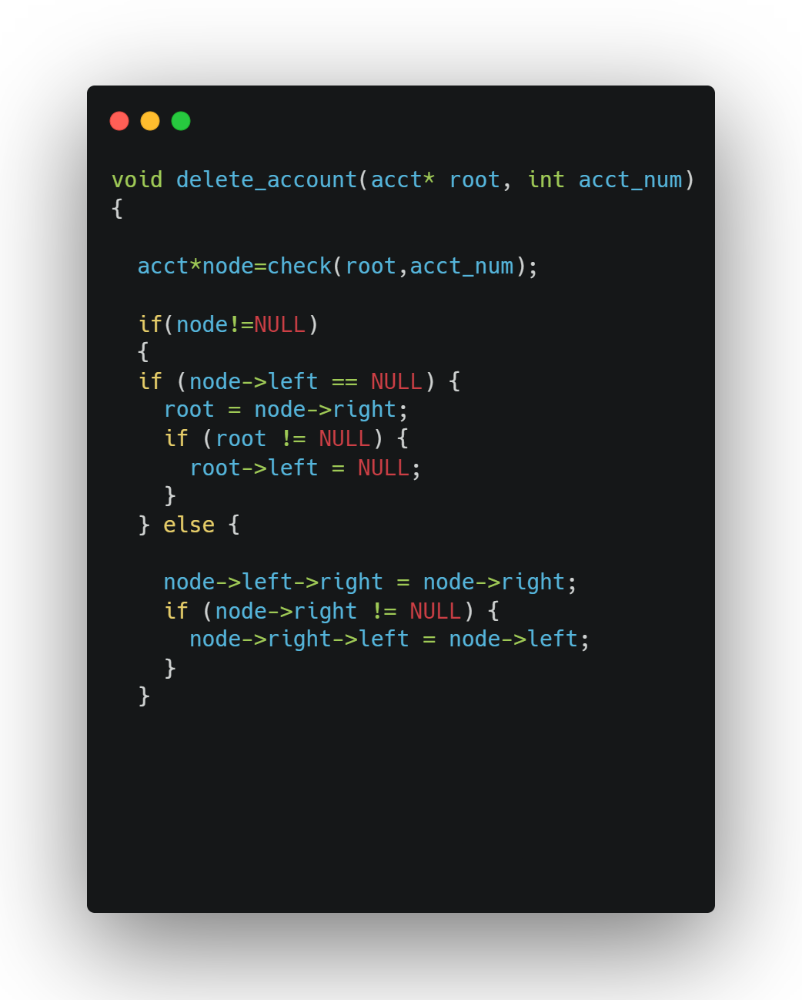 void delete_account(acct* root, int acct_num)
{
acct*node=check(root,acct_num);
if(node!=NULL)
{
if (node->left == NULL) {
root = node->right;
if (root != NULL) {
root->left = NULL;
}
} else {
node->left->right = node->right;
if (node->right != NULL) {
node->right->left = node->left;
}
}